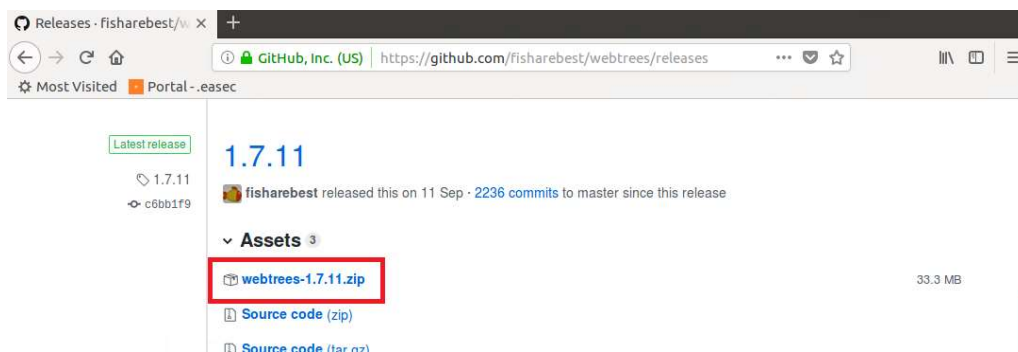 Releases · fisharebest/w
GitHub, Inc. (US) https://github.com/fisharebest/webtrees/releases
Most Visited Portal - .easec
Latest release
1.7.11
c6bb1f9
1.7.11
fisharebest released this on 11 Sep · 2236 commits to master since this release
Assets 3
webtrees-1.7.11.zip 33.3 MB
Source code (zip)
Source code (tar.gz)